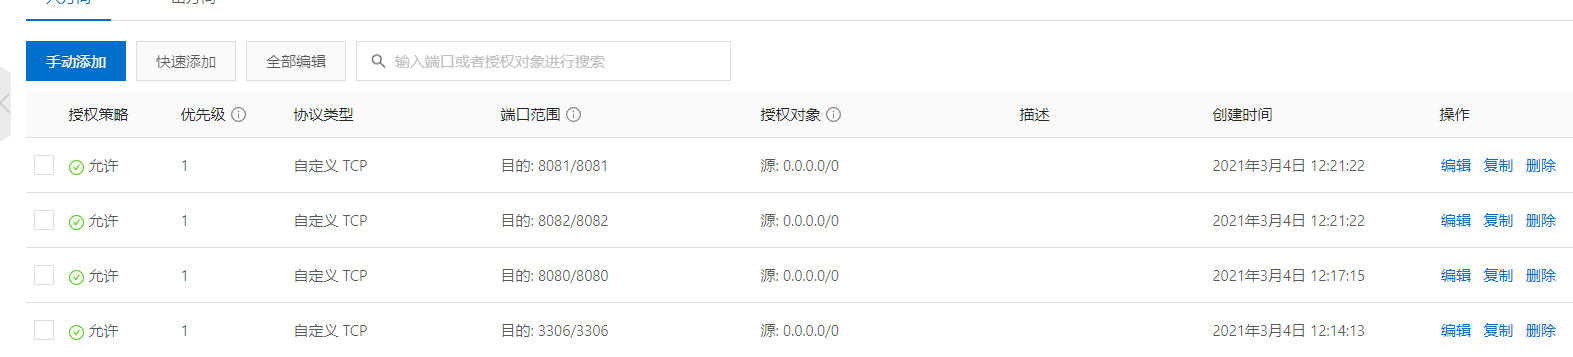 手动添加 快速添加 全部编辑 输入端口或者授权对象进行搜索
授权策略 优先级 协议类型 端口范围 授权对象 描述 创建时间 操作
允许 1 自定义 TCP 目的: 8081/8081 源: 0.0.0.0/0 2021年3月4日 12:21:22 编辑 复制 删除
允许 1 自定义 TCP 目的: 8082/8082 源: 0.0.0.0/0 2021年3月4日 12:21:22 编辑 复制 删除
允许 1 自定义 TCP 目的: 8080/8080 源: 0.0.0.0/0 2021年3月4日 12:17:15 编辑 复制 删除
允许 1 自定义 TCP 目的: 3306/3306 源: 0.0.0.0/0 2021年3月4日 12:14:13 编辑 复制 删除